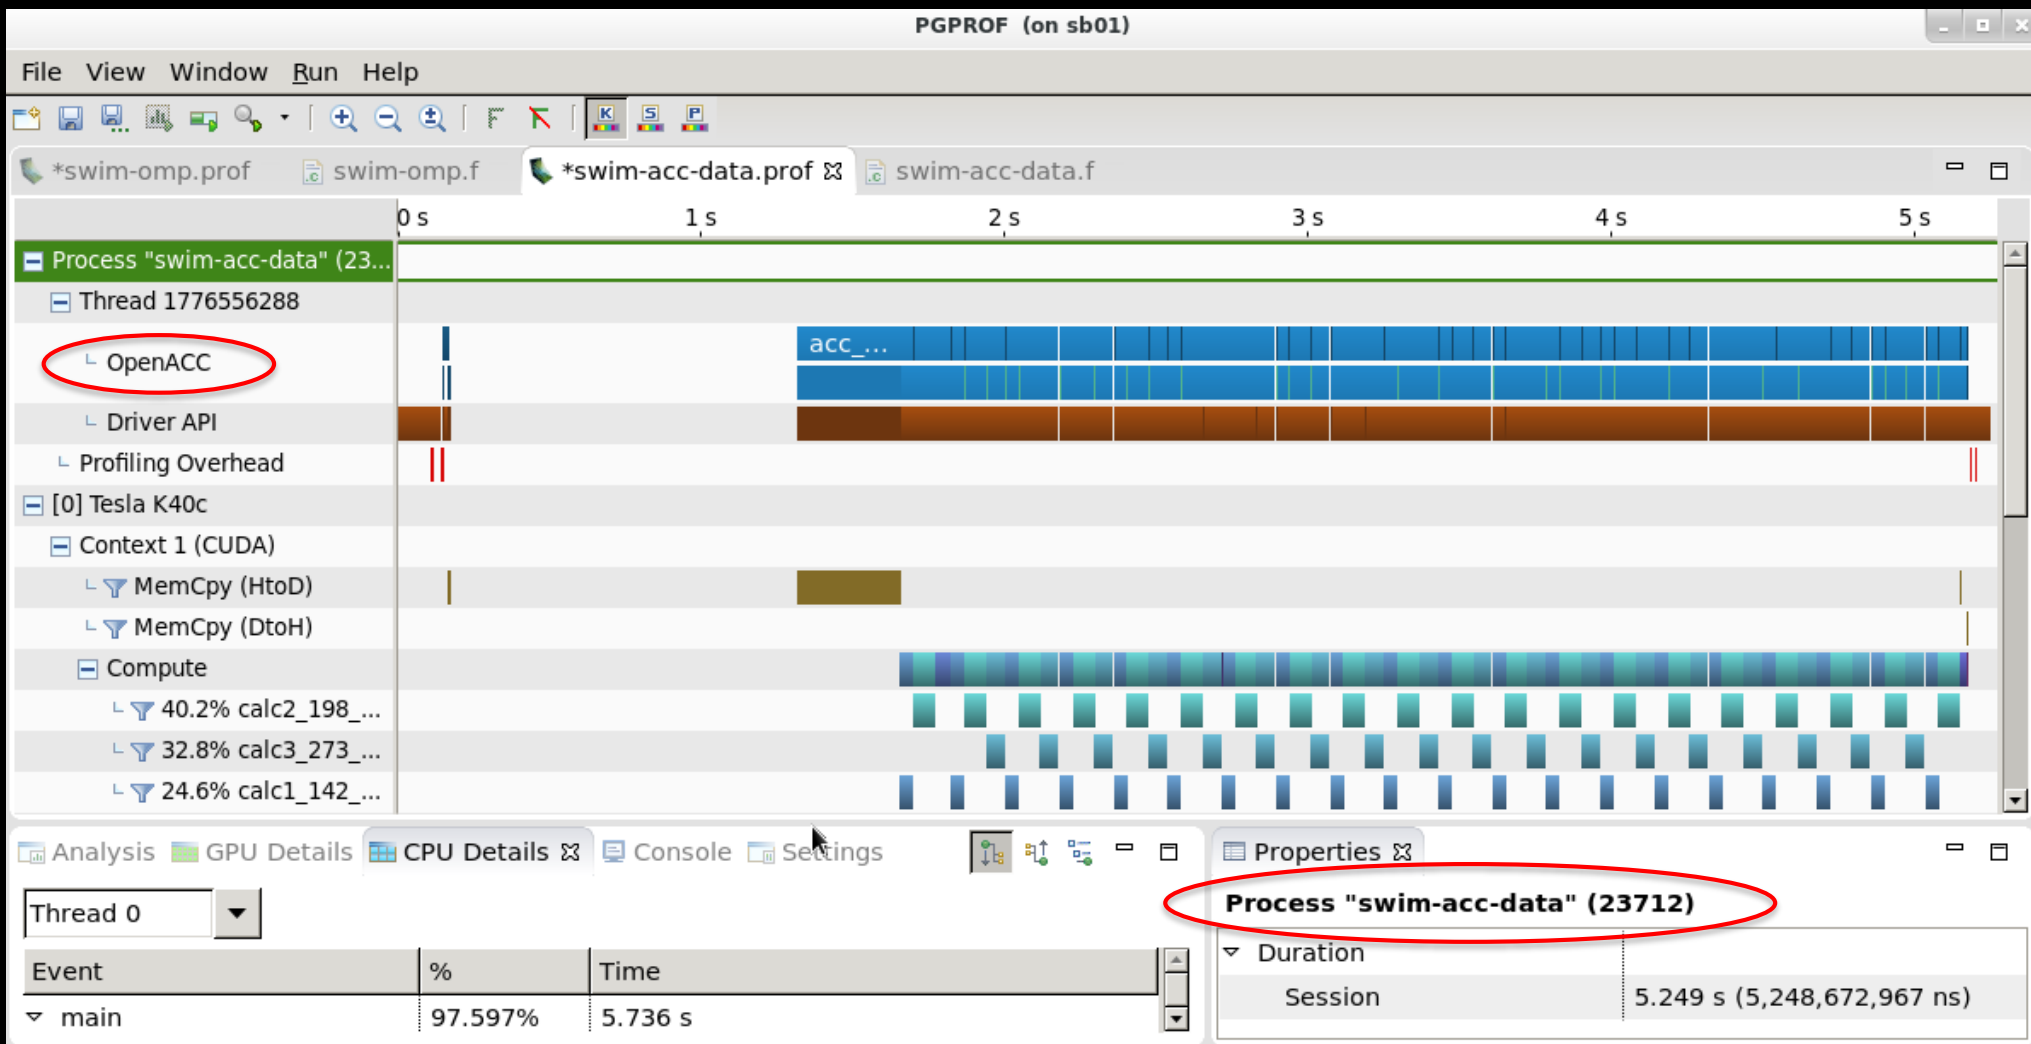 PGPROF (on sb01)
File View Window Run Help
K S P
*swim-omp.prof swim-omp.f *swim-acc-data.prof swim-acc-data.f
0 s 1 s 2 s 3 s 4 s 5 s
Process "swim-acc-data" (23...
Thread 1776556288
acc_...
OpenACC
Driver API
Profiling Overhead
[0] Tesla K40c
Context 1 (CUDA)
MemCpy (HtoD)
MemCpy (DtoH)
Compute
40.2% calc2_198_...
32.8% calc3_273_...
24.6% calc1_142_...
Analysis GPU Details CPU Details Console Settings
Thread 0
Event % Time
main 97.597% 5.736 s
Properties
Process "swim-acc-data" (23712)
Duration
Session 5.249 s (5,248,672,967 ns)